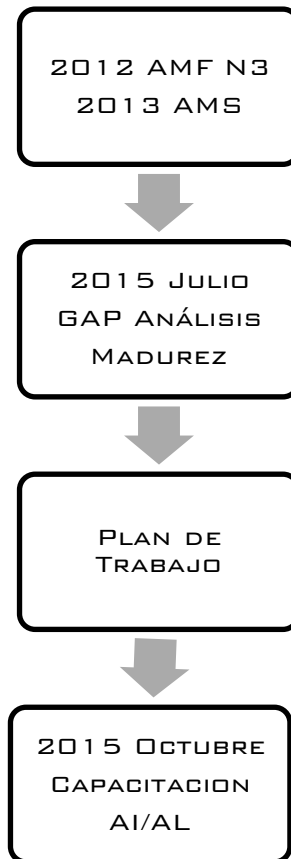 2012 AMF N3
2013 AMS
2015 Julio
GAP Análisis
Madurez
Plan de
Trabajo
2015 Octubre
Capacitacion
AI/AL